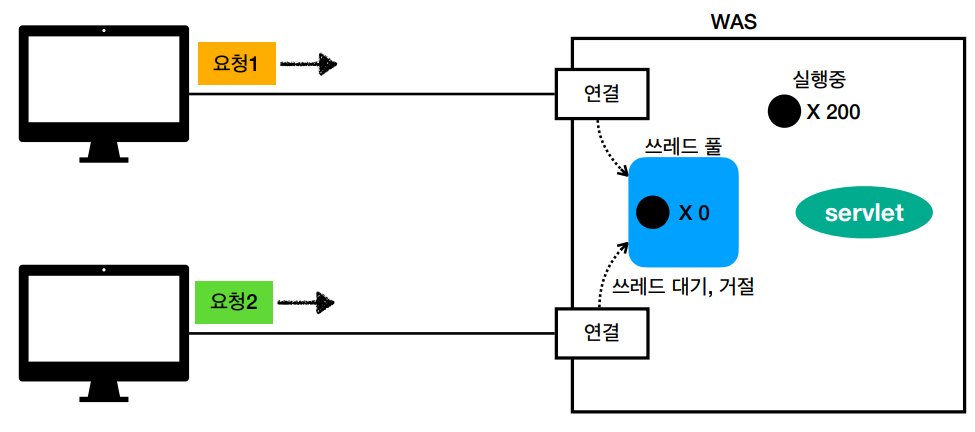 WAS
요청1
실행중
연결
X 200
쓰레드 풀
X 0
servlet
쓰레드 대기, 거절
요청2
연결